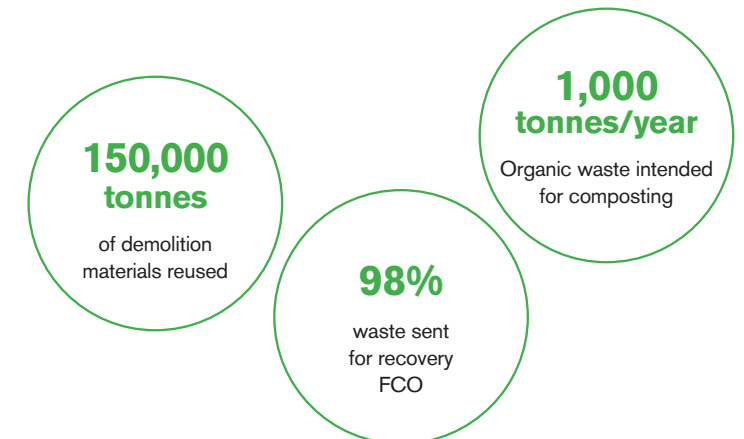 150,000
tonnes
of demolition
materials reused
98%
waste sent
for recovery
FCO
1,000
tonnes/year
Organic waste intended
for composting